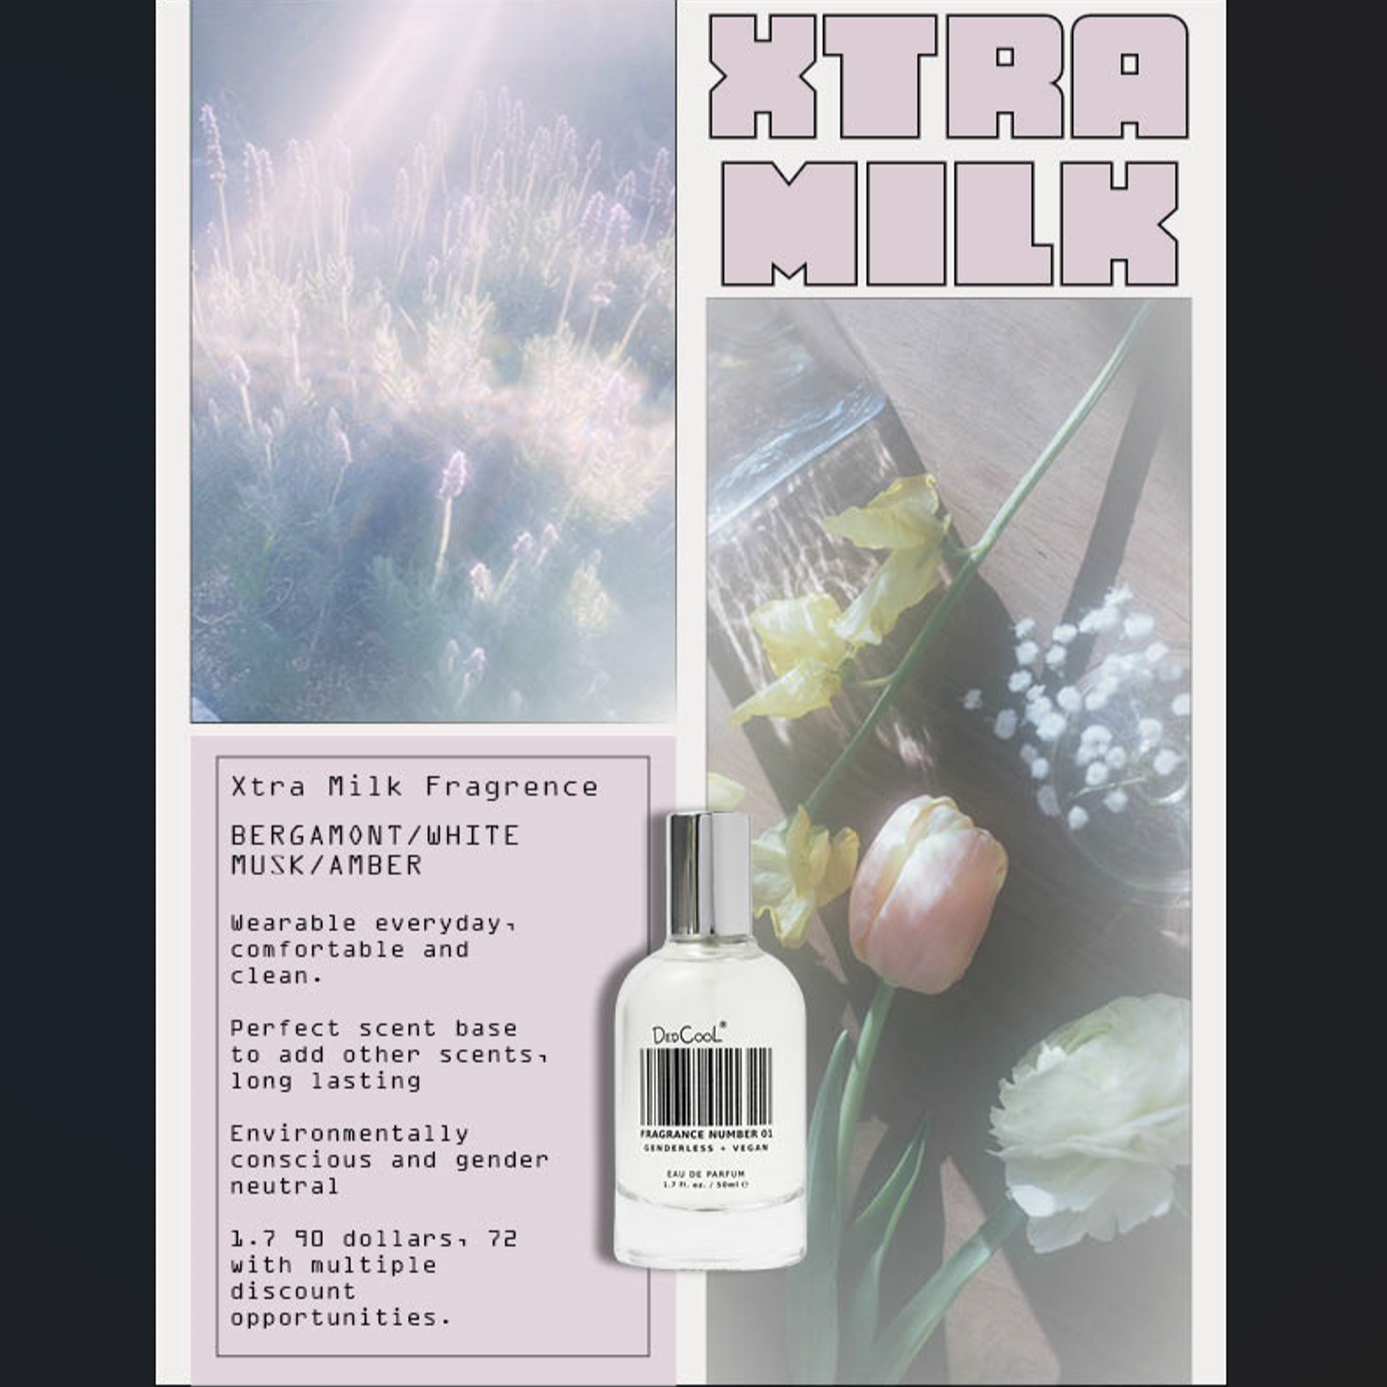 XTRA
MILK
Xtra Milk Fragrence
BERGAMONT/WHITE
MUSK/AMBER
Wearable everyday,
comfortable and
clean.
Perfect scent base
to add other scents,
long lasting
Environmentally
conscious and gender
neutral
1.7 90 dollars, 72
with multiple
discount
opportunities.
DEDCOOL®
FRAGRANCE NUMBER 01
GENDERLESS + VEGAN
EAU DE PARFUM
1.7 fl. oz. / 50ml ℮